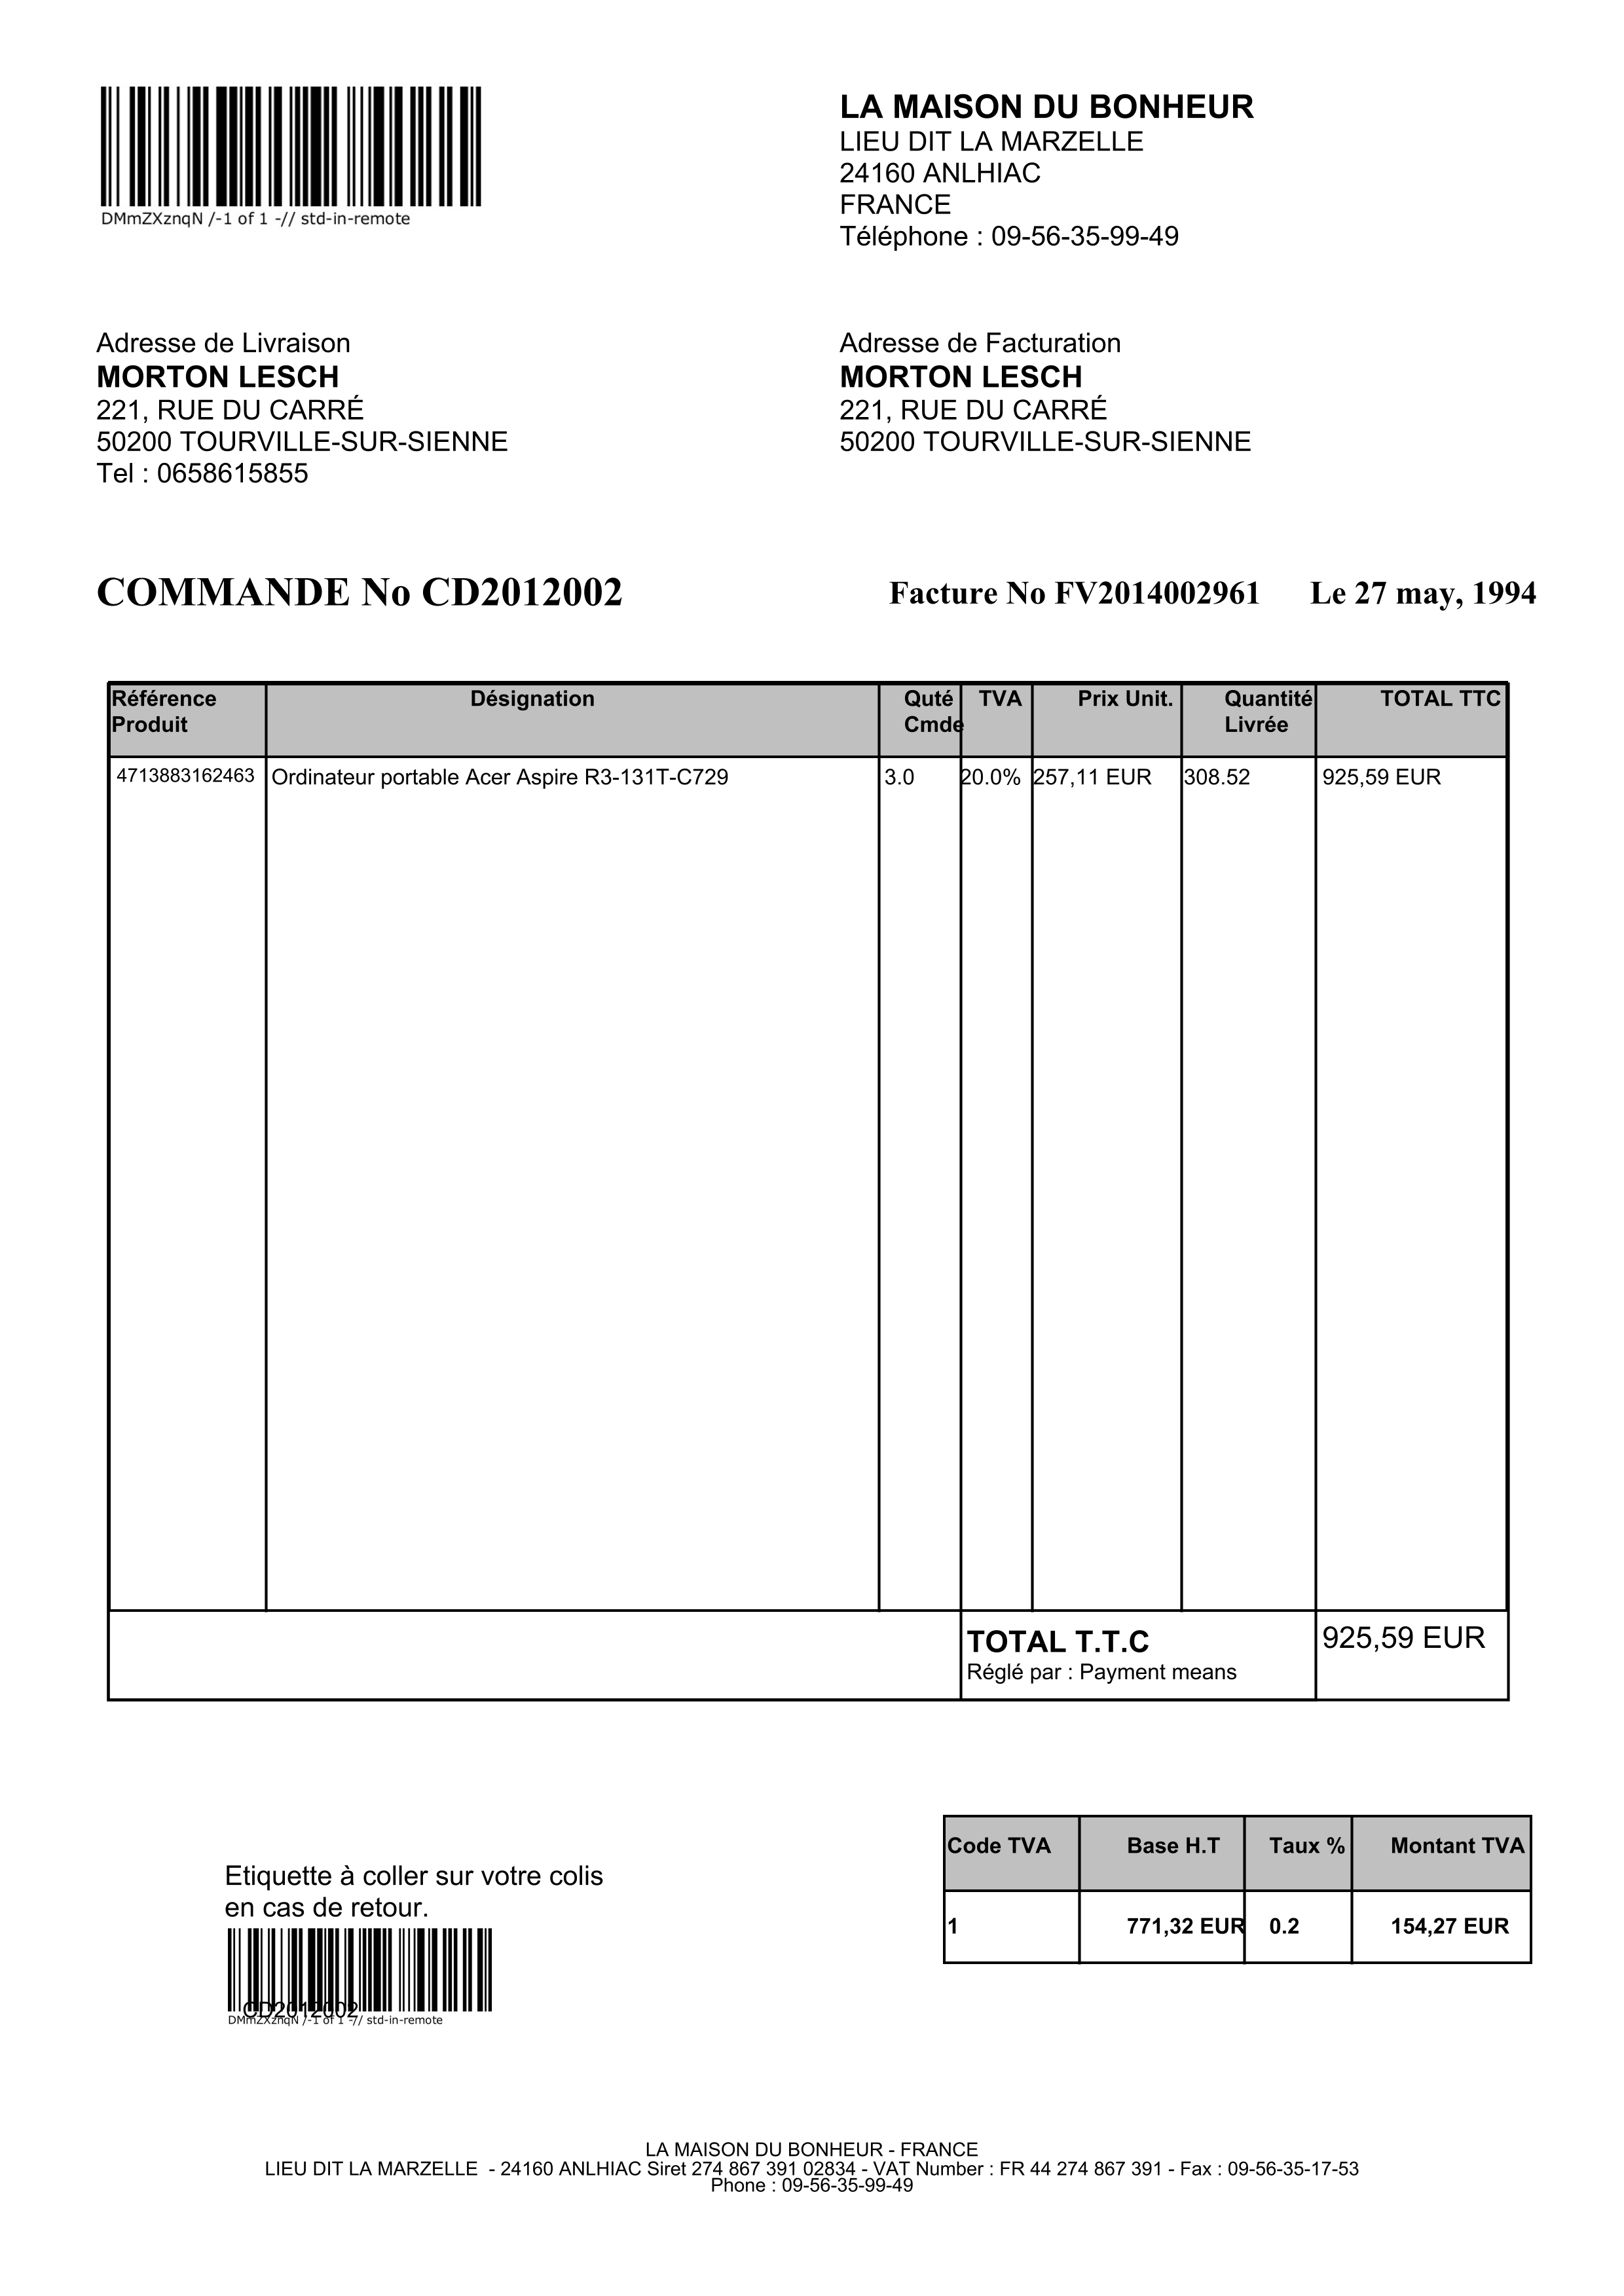 DMmZXznqN /-1 of 1 -// std-in-remote
LA MAISON DU BONHEUR
LIEU DIT LA MARZELLE
24160 ANLHIAC
FRANCE
Téléphone : 09-56-35-99-49
Adresse de Livraison
MORTON LESCH
221, RUE DU CARRÉ
50200 TOURVILLE-SUR-SIENNE
Tel : 0658615855
Adresse de Facturation
MORTON LESCH
221, RUE DU CARRÉ
50200 TOURVILLE-SUR-SIENNE
COMMANDE No CD2012002 Facture No FV2014002961 Le 27 may, 1994
Référence Produit Désignation Quté Cmde TVA Prix Unit. Quantité Livrée TOTAL TTC
4713883162463 Ordinateur portable Acer Aspire R3-131T-C729 3.0 20.0% 257,11 EUR 308.52 925,59 EUR
TOTAL T.T.C 925,59 EUR
Réglé par : Payment means
Code TVA Base H.T Taux % Montant TVA
1 771,32 EUR 0.2 154,27 EUR
Etiquette à coller sur votre colis
en cas de retour.
CD2012002
DMmZXznqN /-1 of 1 -// std-in-remote
LA MAISON DU BONHEUR - FRANCE
LIEU DIT LA MARZELLE - 24160 ANLHIAC Siret 274 867 391 02834 - VAT Number : FR 44 274 867 391 - Fax : 09-56-35-17-53
Phone : 09-56-35-99-49